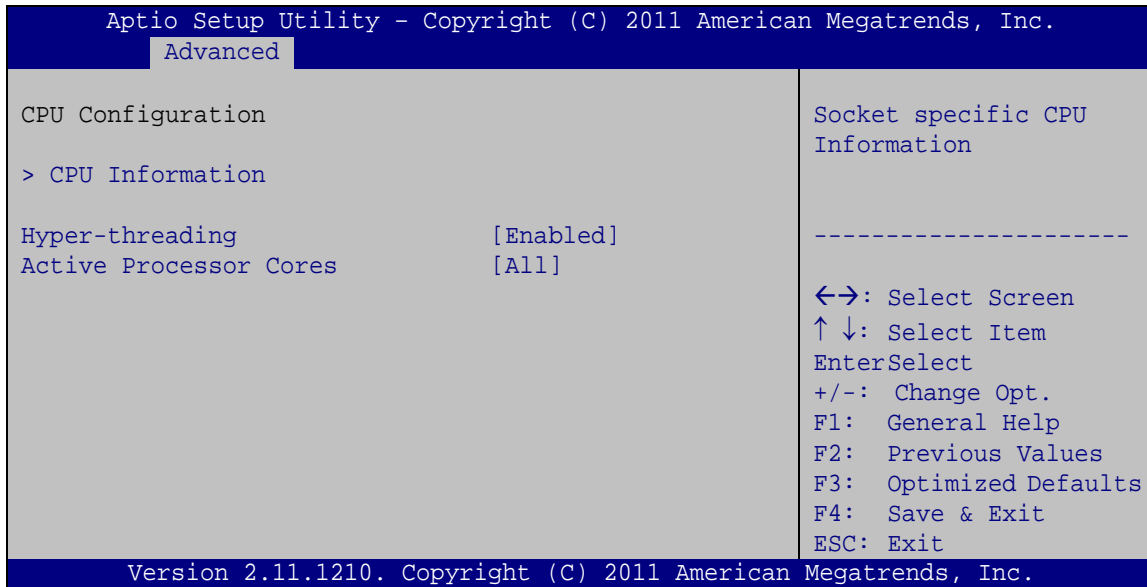 Aptio Setup Utility – Copyright (C) 2011 American Megatrends, Inc.
Advanced
CPU Configuration
> CPU Information
Hyper-threading [Enabled]
Active Processor Cores [All]
Socket specific CPU
Information
----------------------
←→: Select Screen
↑ ↓: Select Item
EnterSelect
+/-: Change Opt.
F1: General Help
F2: Previous Values
F3: Optimized Defaults
F4: Save & Exit
ESC: Exit
Version 2.11.1210. Copyright (C) 2011 American Megatrends, Inc.